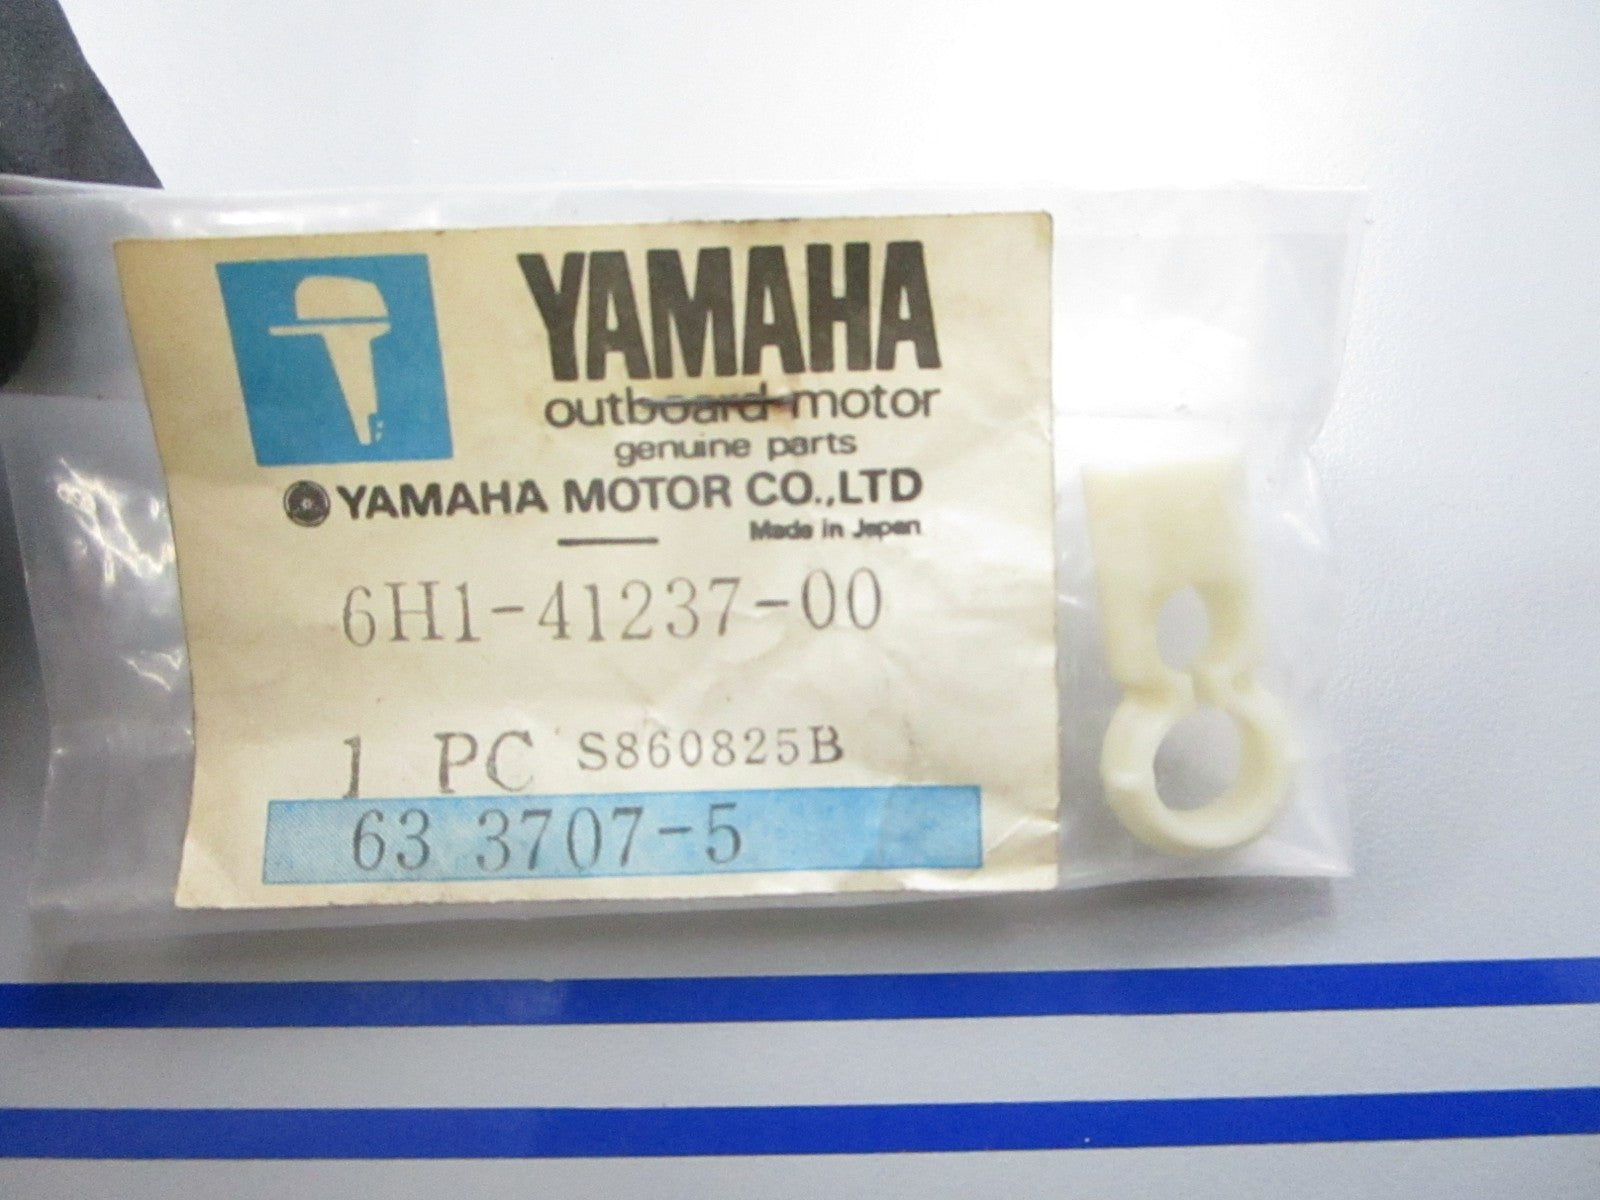 YAMAHA
outboard motor
genuine parts
YAMAHA MOTOR CO.,LTD
Made in Japan
6H1-41237-00
1 PC S860825B
63 3707-5